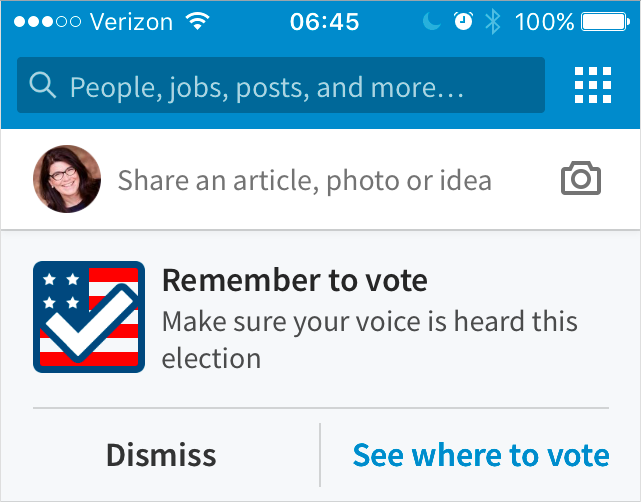 Verizon 06:45 100%
People, jobs, posts, and more...
Share an article, photo or idea
Remember to vote
Make sure your voice is heard this
election
Dismiss See where to vote